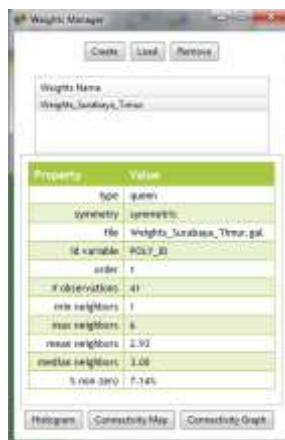 Weights Manager
Create Load Remove
Weights Name
Weights_Surabaya_Timur
Property Value
type queen
symmetry symmetric
file Weights_Surabaya_Timur.gal
id variable POLY_ID
order 1
# observations 41
min neighbors 1
max neighbors 6
mean neighbors 2.93
median neighbors 3.00
% non-zero 7.14%
Histogram Connectivity Map Connectivity Graph